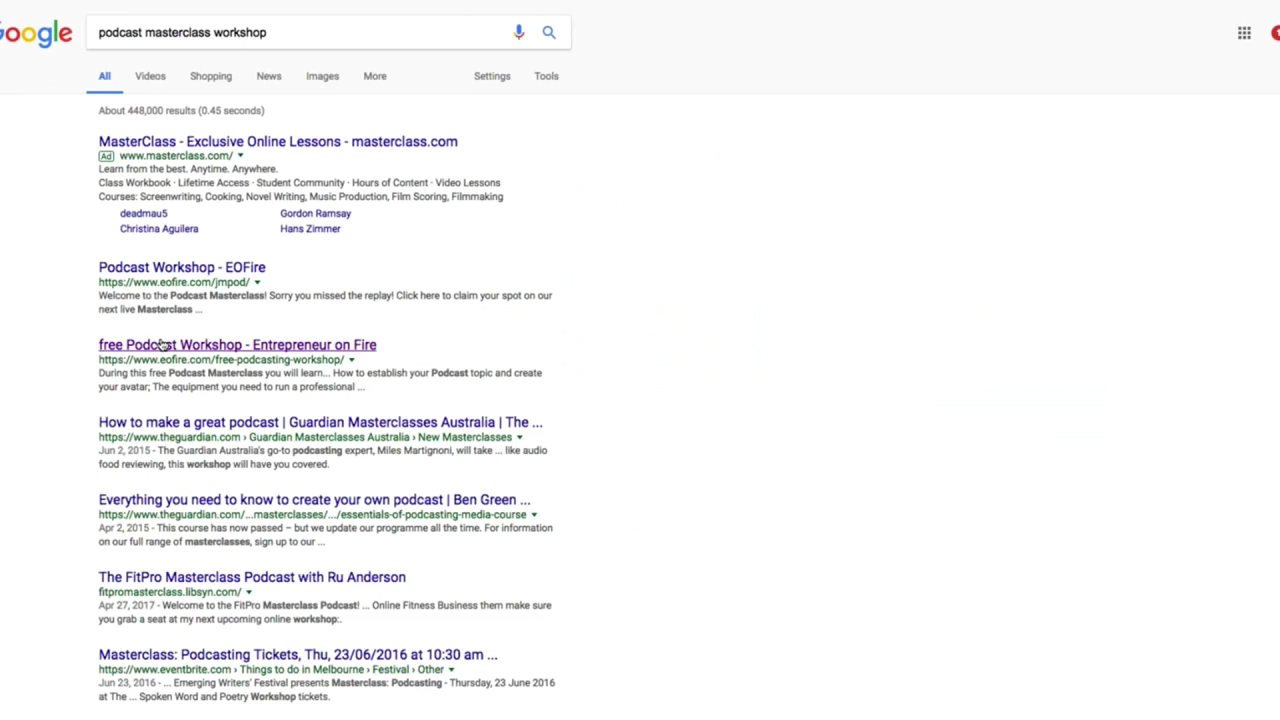 oogle
podcast masterclass workshop
All Videos Shopping News Images More Settings Tools
About 448,000 results (0.45 seconds)
MasterClass - Exclusive Online Lessons - masterclass.com
Ad www.masterclass.com/
Learn from the best. Anytime. Anywhere.
Class Workbook · Lifetime Access · Student Community · Hours of Content · Video Lessons
Courses: Screenwriting, Cooking, Novel Writing, Music Production, Film Scoring, Filmmaking
deadmau5 Gordon Ramsay
Christina Aguilera Hans Zimmer
Podcast Workshop - EOFire
https://www.eofire.com/jmpod/
Welcome to the Podcast Masterclass! Sorry you missed the replay! Click here to claim your spot on our
next live Masterclass ...
free Podcast Workshop - Entrepreneur on Fire
https://www.eofire.com/free-podcasting-workshop/
During this free Podcast Masterclass you will learn... How to establish your Podcast topic and create
your avatar; The equipment you need to run a professional ...
How to make a great podcast | Guardian Masterclasses Australia | The ...
https://www.theguardian.com › Guardian Masterclasses Australia › New Masterclasses
Jun 2, 2015 - The Guardian Australia's go-to podcasting expert, Miles Martignoni, will take ... like audio
food reviewing, this workshop will have you covered.
Everything you need to know to create your own podcast | Ben Green ...
https://www.theguardian.com/...masterclasses/.../essentials-of-podcasting-media-course
Apr 2, 2015 - This course has now passed – but we update our programme all the time. For information
on our full range of masterclasses, sign up to our ...
The FitPro Masterclass Podcast with Ru Anderson
fitpromasterclass.libsyn.com/
Apr 27, 2017 - Welcome to the FitPro Masterclass Podcast! ... Online Fitness Business them make sure
you grab a seat at my next upcoming online workshop:.
Masterclass: Podcasting Tickets, Thu, 23/06/2016 at 10:30 am ...
https://www.eventbrite.com › Things to do in Melbourne › Festival › Other
Jun 23, 2016 - ... Emerging Writers' Festival presents Masterclass: Podcasting - Thursday, 23 June 2016
at The ... Spoken Word and Poetry Workshop tickets.